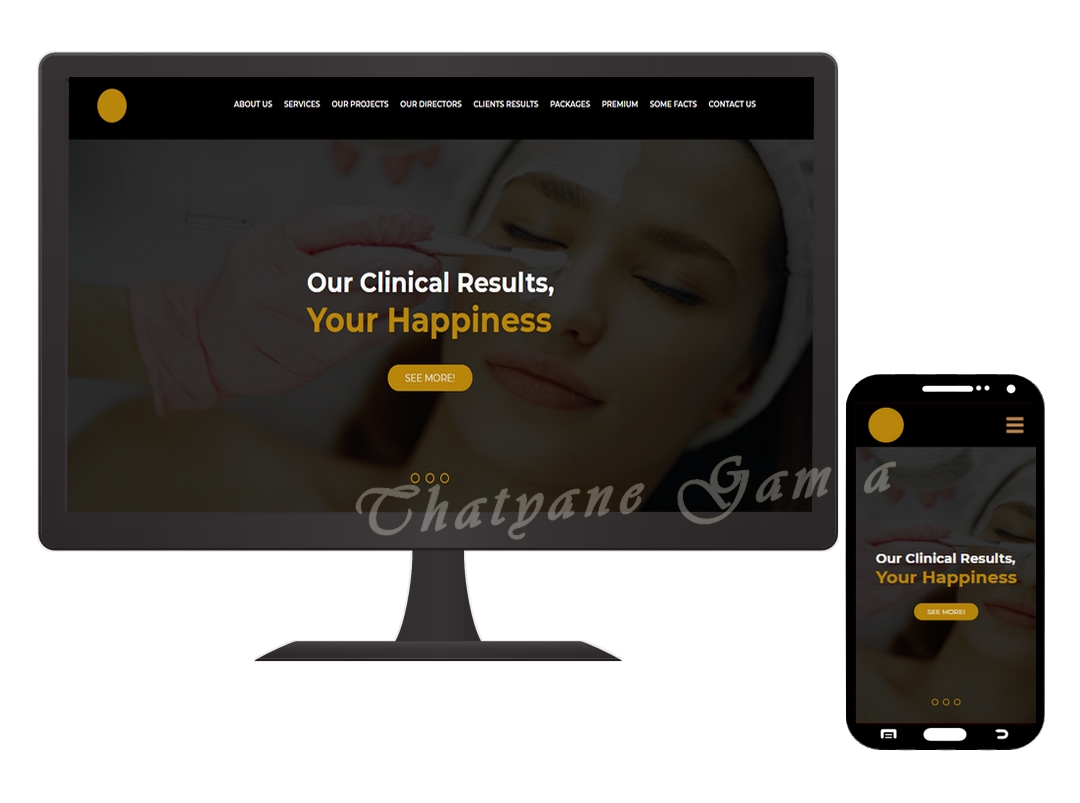 ABOUT US SERVICES OUR PROJECTS OUR DIRECTORS CLIENTS RESULTS PACKAGES PREMIUM SOME FACTS CONTACT US
Our Clinical Results,
Your Happiness
SEE MORE!
Thatyane Gama
Our Clinical Results,
Your Happiness
SEE MORE!